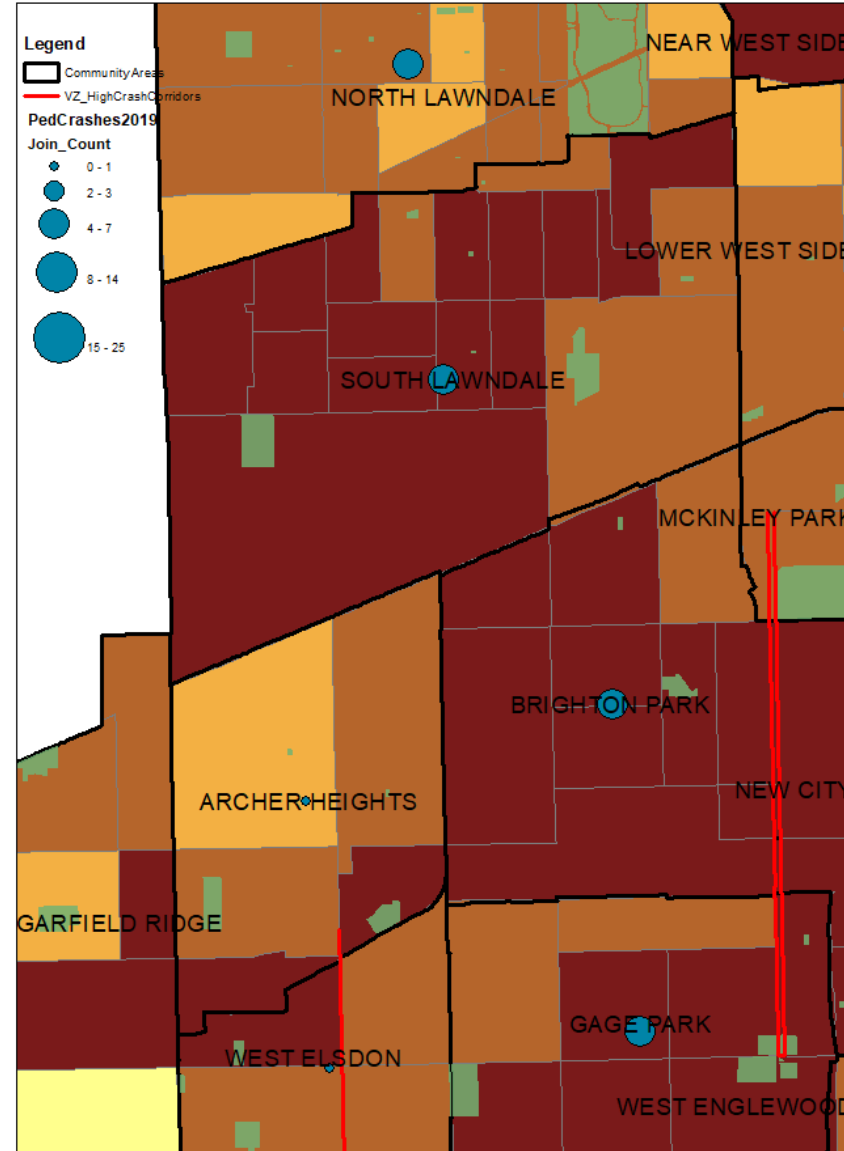 Legend
Community Areas
VZ_HighCrashCorridors
PedCrashes2019
Join_Count
0 - 1
2 - 3
4 - 7
8 - 14
15 - 25
NEAR WEST SIDE
NORTH LAWNDALE
LOWER WEST SIDE
SOUTH LAWNDALE
MCKINLEY PARK
BRIGHTON PARK
NEW CITY
ARCHER HEIGHTS
GARFIELD RIDGE
GAGE PARK
WEST ELSDON
WEST ENGLEWOOD